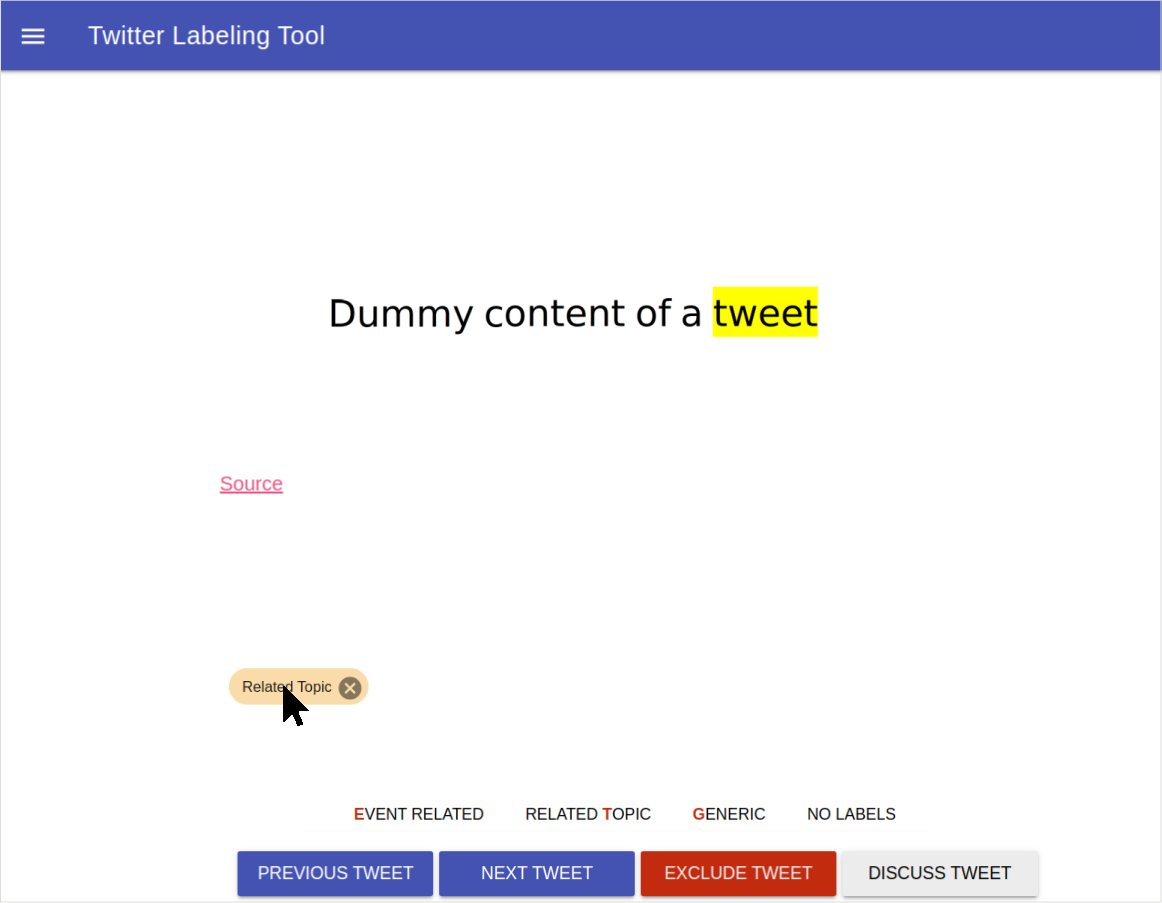 Twitter Labeling Tool
Dummy content of a tweet
Source
Related Topic
EVENT RELATED RELATED TOPIC GENERIC NO LABELS
PREVIOUS TWEET NEXT TWEET EXCLUDE TWEET DISCUSS TWEET